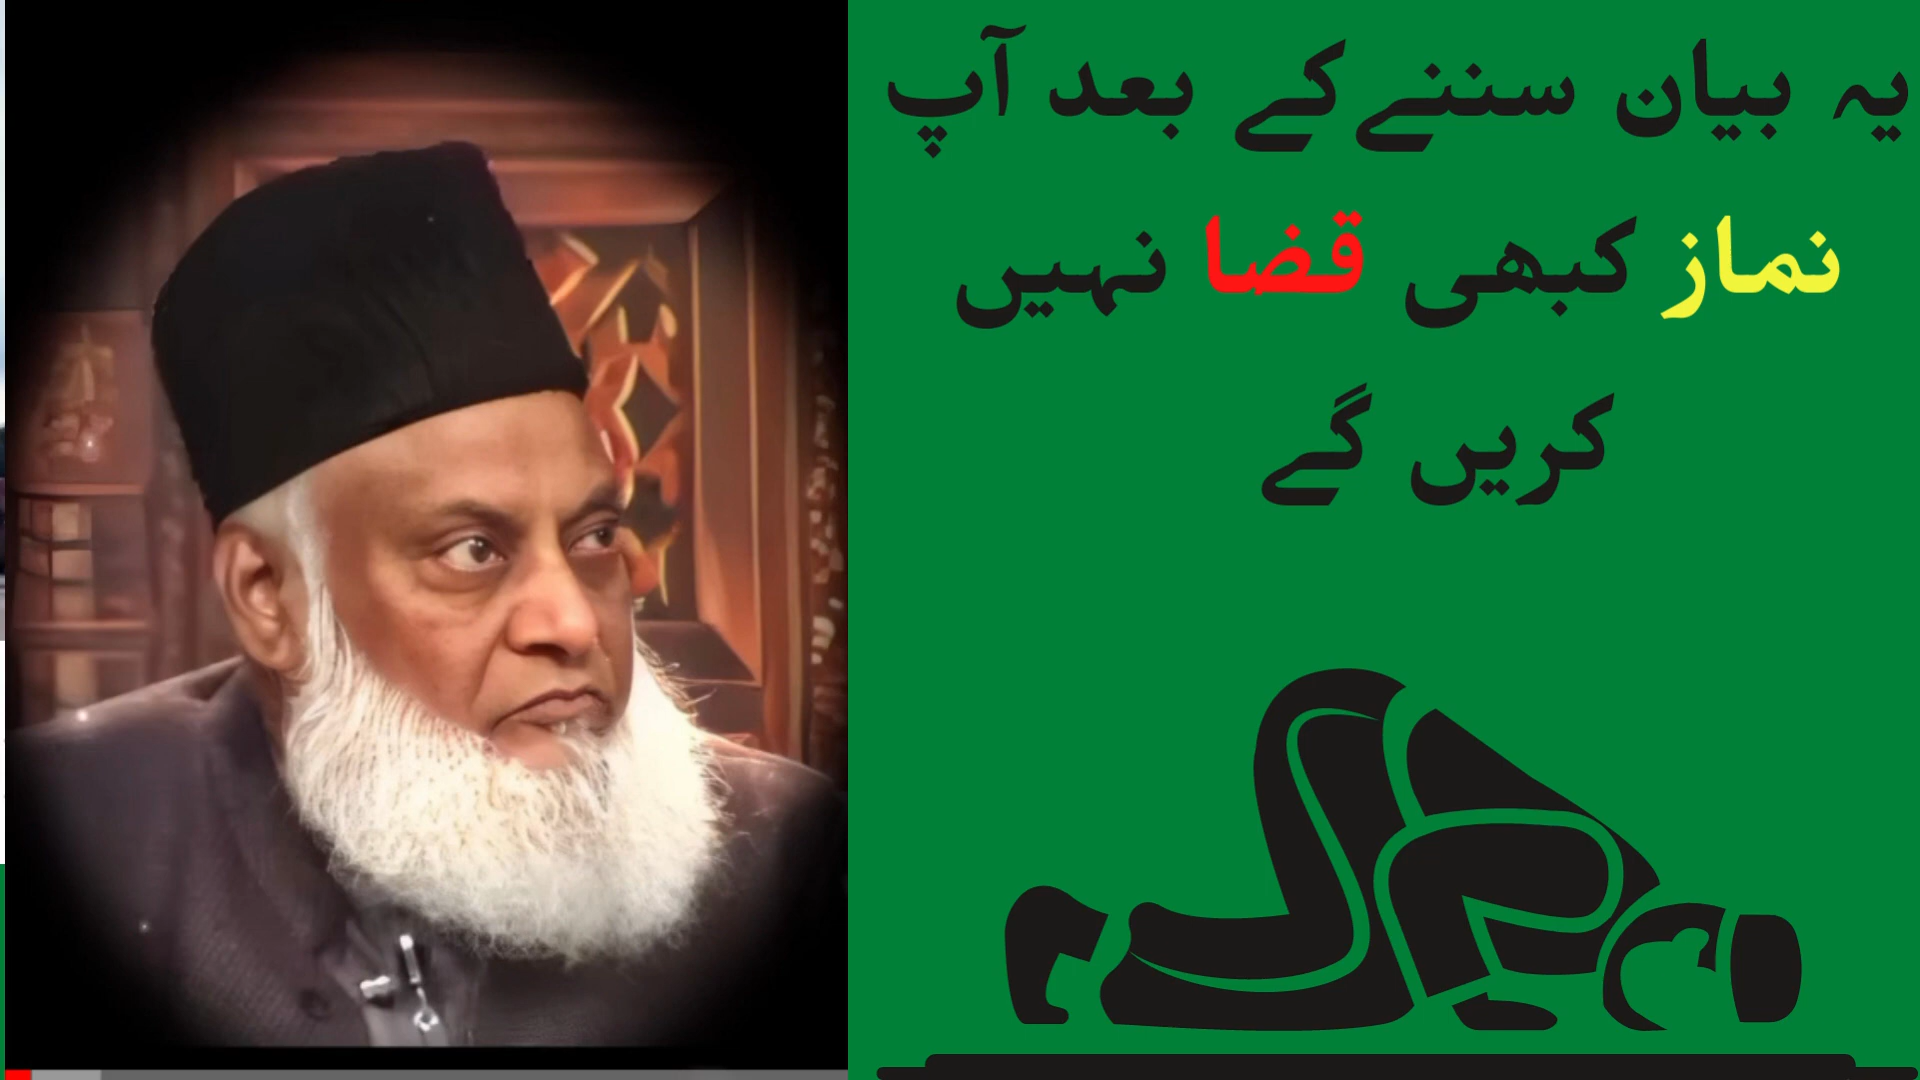 یہ بیان سننے کے بعد آپ
نماز کبھی قضا نہیں
کریں گے